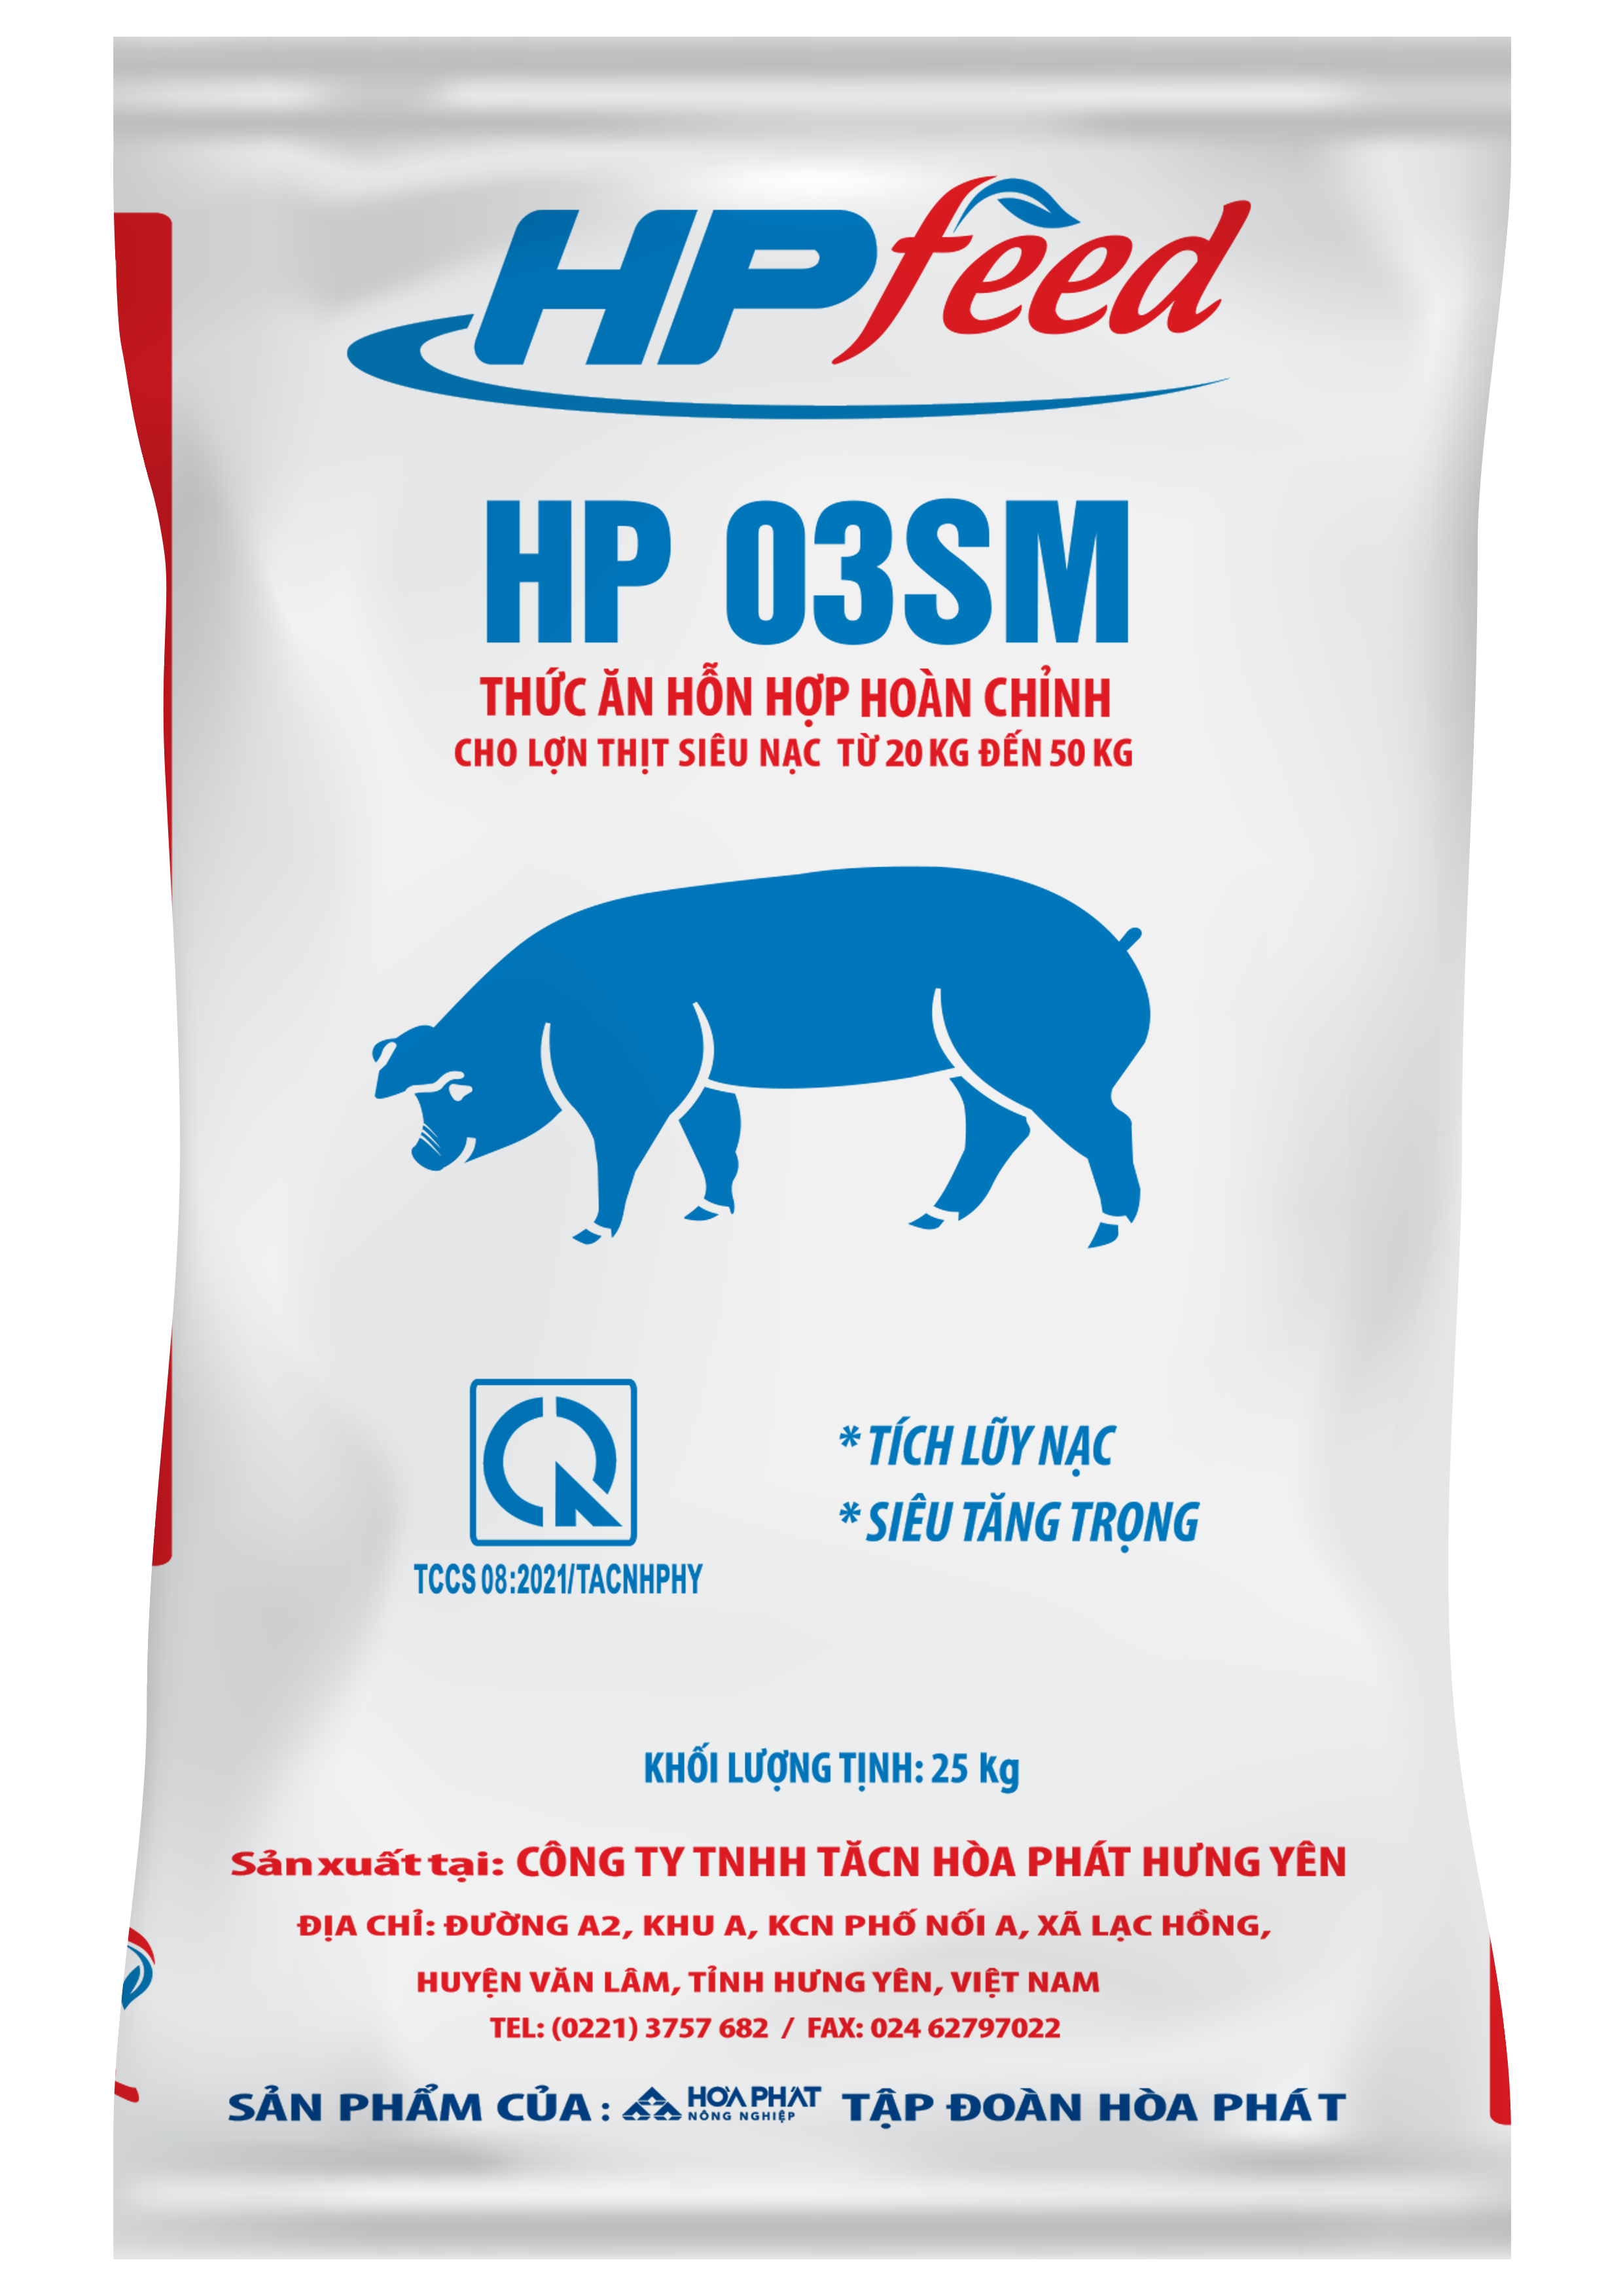 HPfeed
HP 03SM
THỨC ĂN HỖN HỢP HOÀN CHỈNH
CHO LỢN THỊT SIÊU NẠC TỪ 20 KG ĐẾN 50 KG
* TÍCH LŨY NẠC
* SIÊU TĂNG TRỌNG
TCCS 08:2021/TACNHPHY
KHỐI LƯỢNG TỊNH: 25 kg
Sản xuất tại: CÔNG TY TNHH TĂCN HÒA PHÁT HƯNG YÊN
ĐỊA CHỈ: ĐƯỜNG A2, KHU A, KCN PHỐ NỐI A, XÃ LẠC HỒNG,
HUYỆN VĂN LÂM, TỈNH HƯNG YÊN, VIỆT NAM
TEL: (0221) 3757 682 / FAX: 024 62797022
SẢN PHẨM CỦA : HÒA PHÁT NÔNG NGHIỆP TẬP ĐOÀN HÒA PHÁT